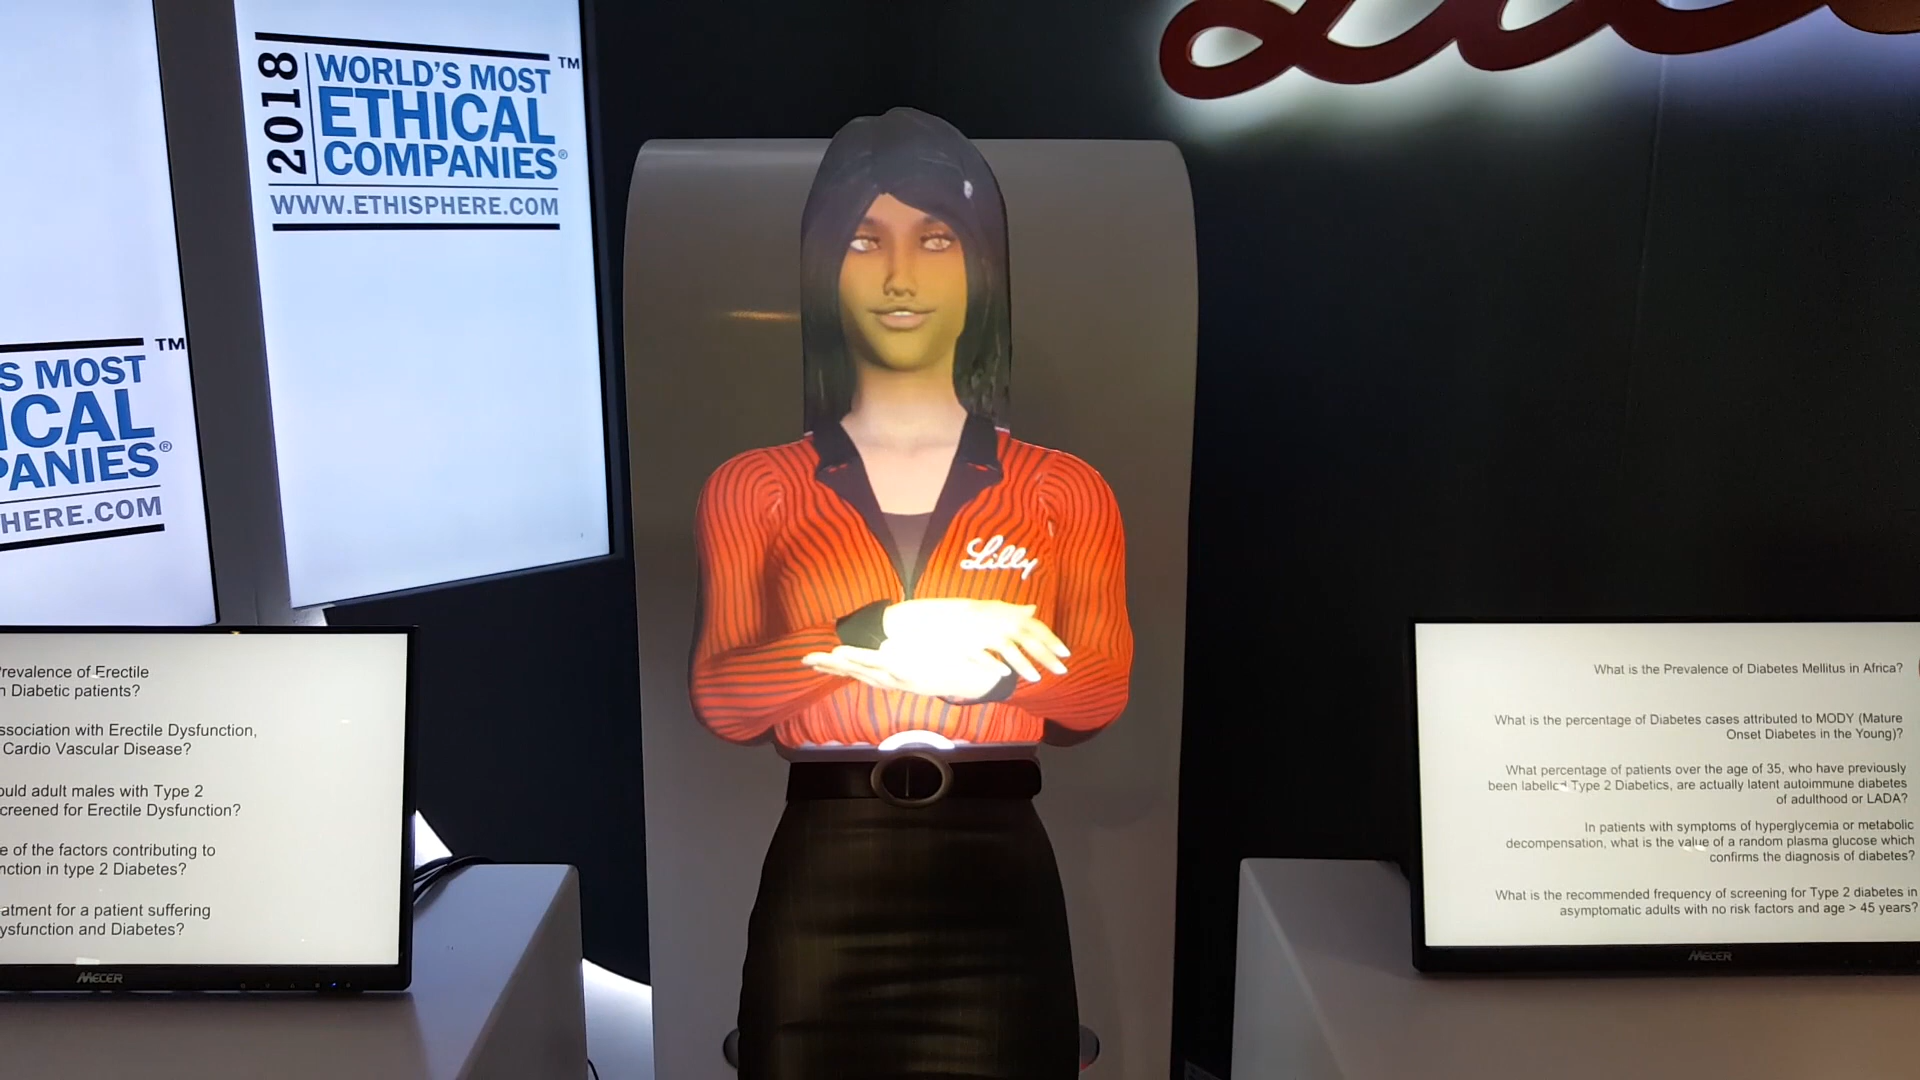 2018
WORLD'S MOST
ETHICAL
COMPANIES®
™
WWW.ETHISPHERE.COM
S MOST
™
ICAL
PANIES®
HERE.COM
Lilly
Prevalence of Erectile
n Diabetic patients?
ssociation with Erectile Dysfunction,
Cardio Vascular Disease?
ould adult males with Type 2
creened for Erectile Dysfunction?
e of the factors contributing to
nction in type 2 Diabetes?
atment for a patient suffering
ysfunction and Diabetes?
MECER
What is the Prevalence of Diabetes Mellitus in Africa?
What is the percentage of Diabetes cases attributed to MODY (Mature
Onset Diabetes in the Young)?
What percentage of patients over the age of 35, who have previously
been labelled Type 2 Diabetics, are actually latent autoimmune diabetes
of adulthood or LADA?
In patients with symptoms of hyperglycemia or metabolic
decompensation, what is the value of a random plasma glucose which
confirms the diagnosis of diabetes?
What is the recommended frequency of screening for Type 2 diabetes in
asymptomatic adults with no risk factors and age > 45 years?
MECER